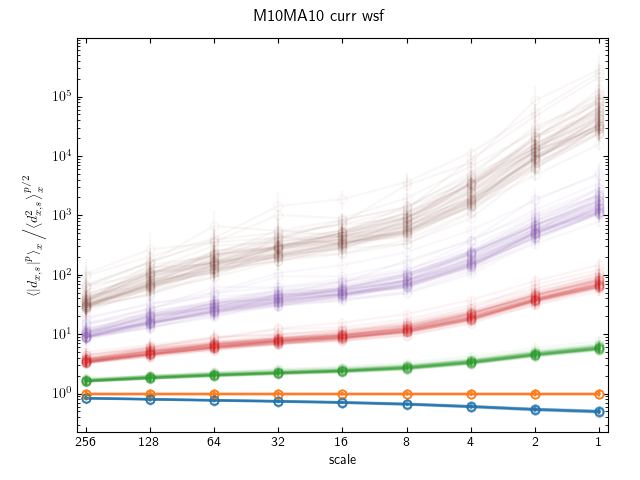 M10MA10 curr wsf
⟨|d_{x,s}|^p⟩_x / ⟨d_{x,s}^2⟩_x^{p/2}
10^5
10^4
10^3
10^2
10^1
10^0
256 128 64 32 16 8 4 2 1
scale